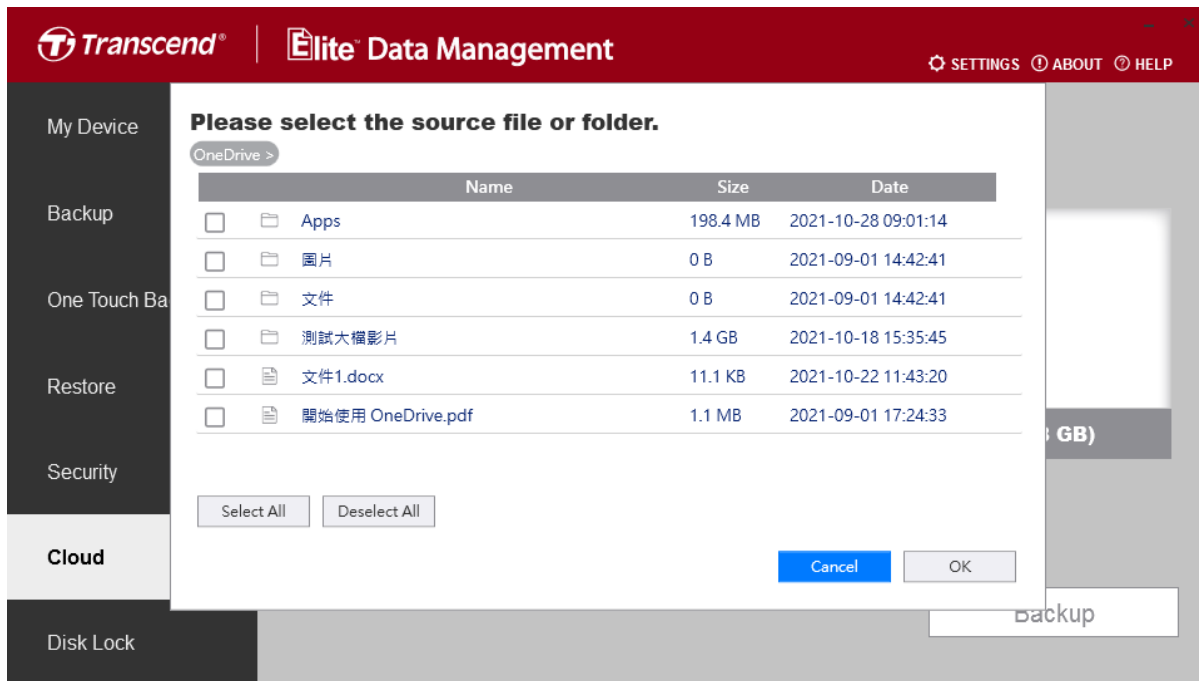 Transcend® Elite™ Data Management
SETTINGS ABOUT HELP
My Device
Backup
One Touch Ba
Restore
Security
Cloud
Disk Lock
Please select the source file or folder.
OneDrive >
Name Size Date
Apps 198.4 MB 2021-10-28 09:01:14
圖片 0 B 2021-09-01 14:42:41
文件 0 B 2021-09-01 14:42:41
測試大檔影片 1.4 GB 2021-10-18 15:35:45
文件1.docx 11.1 KB 2021-10-22 11:43:20
開始使用 OneDrive.pdf 1.1 MB 2021-09-01 17:24:33
Select All Deselect All
Cancel OK
GB)
Backup